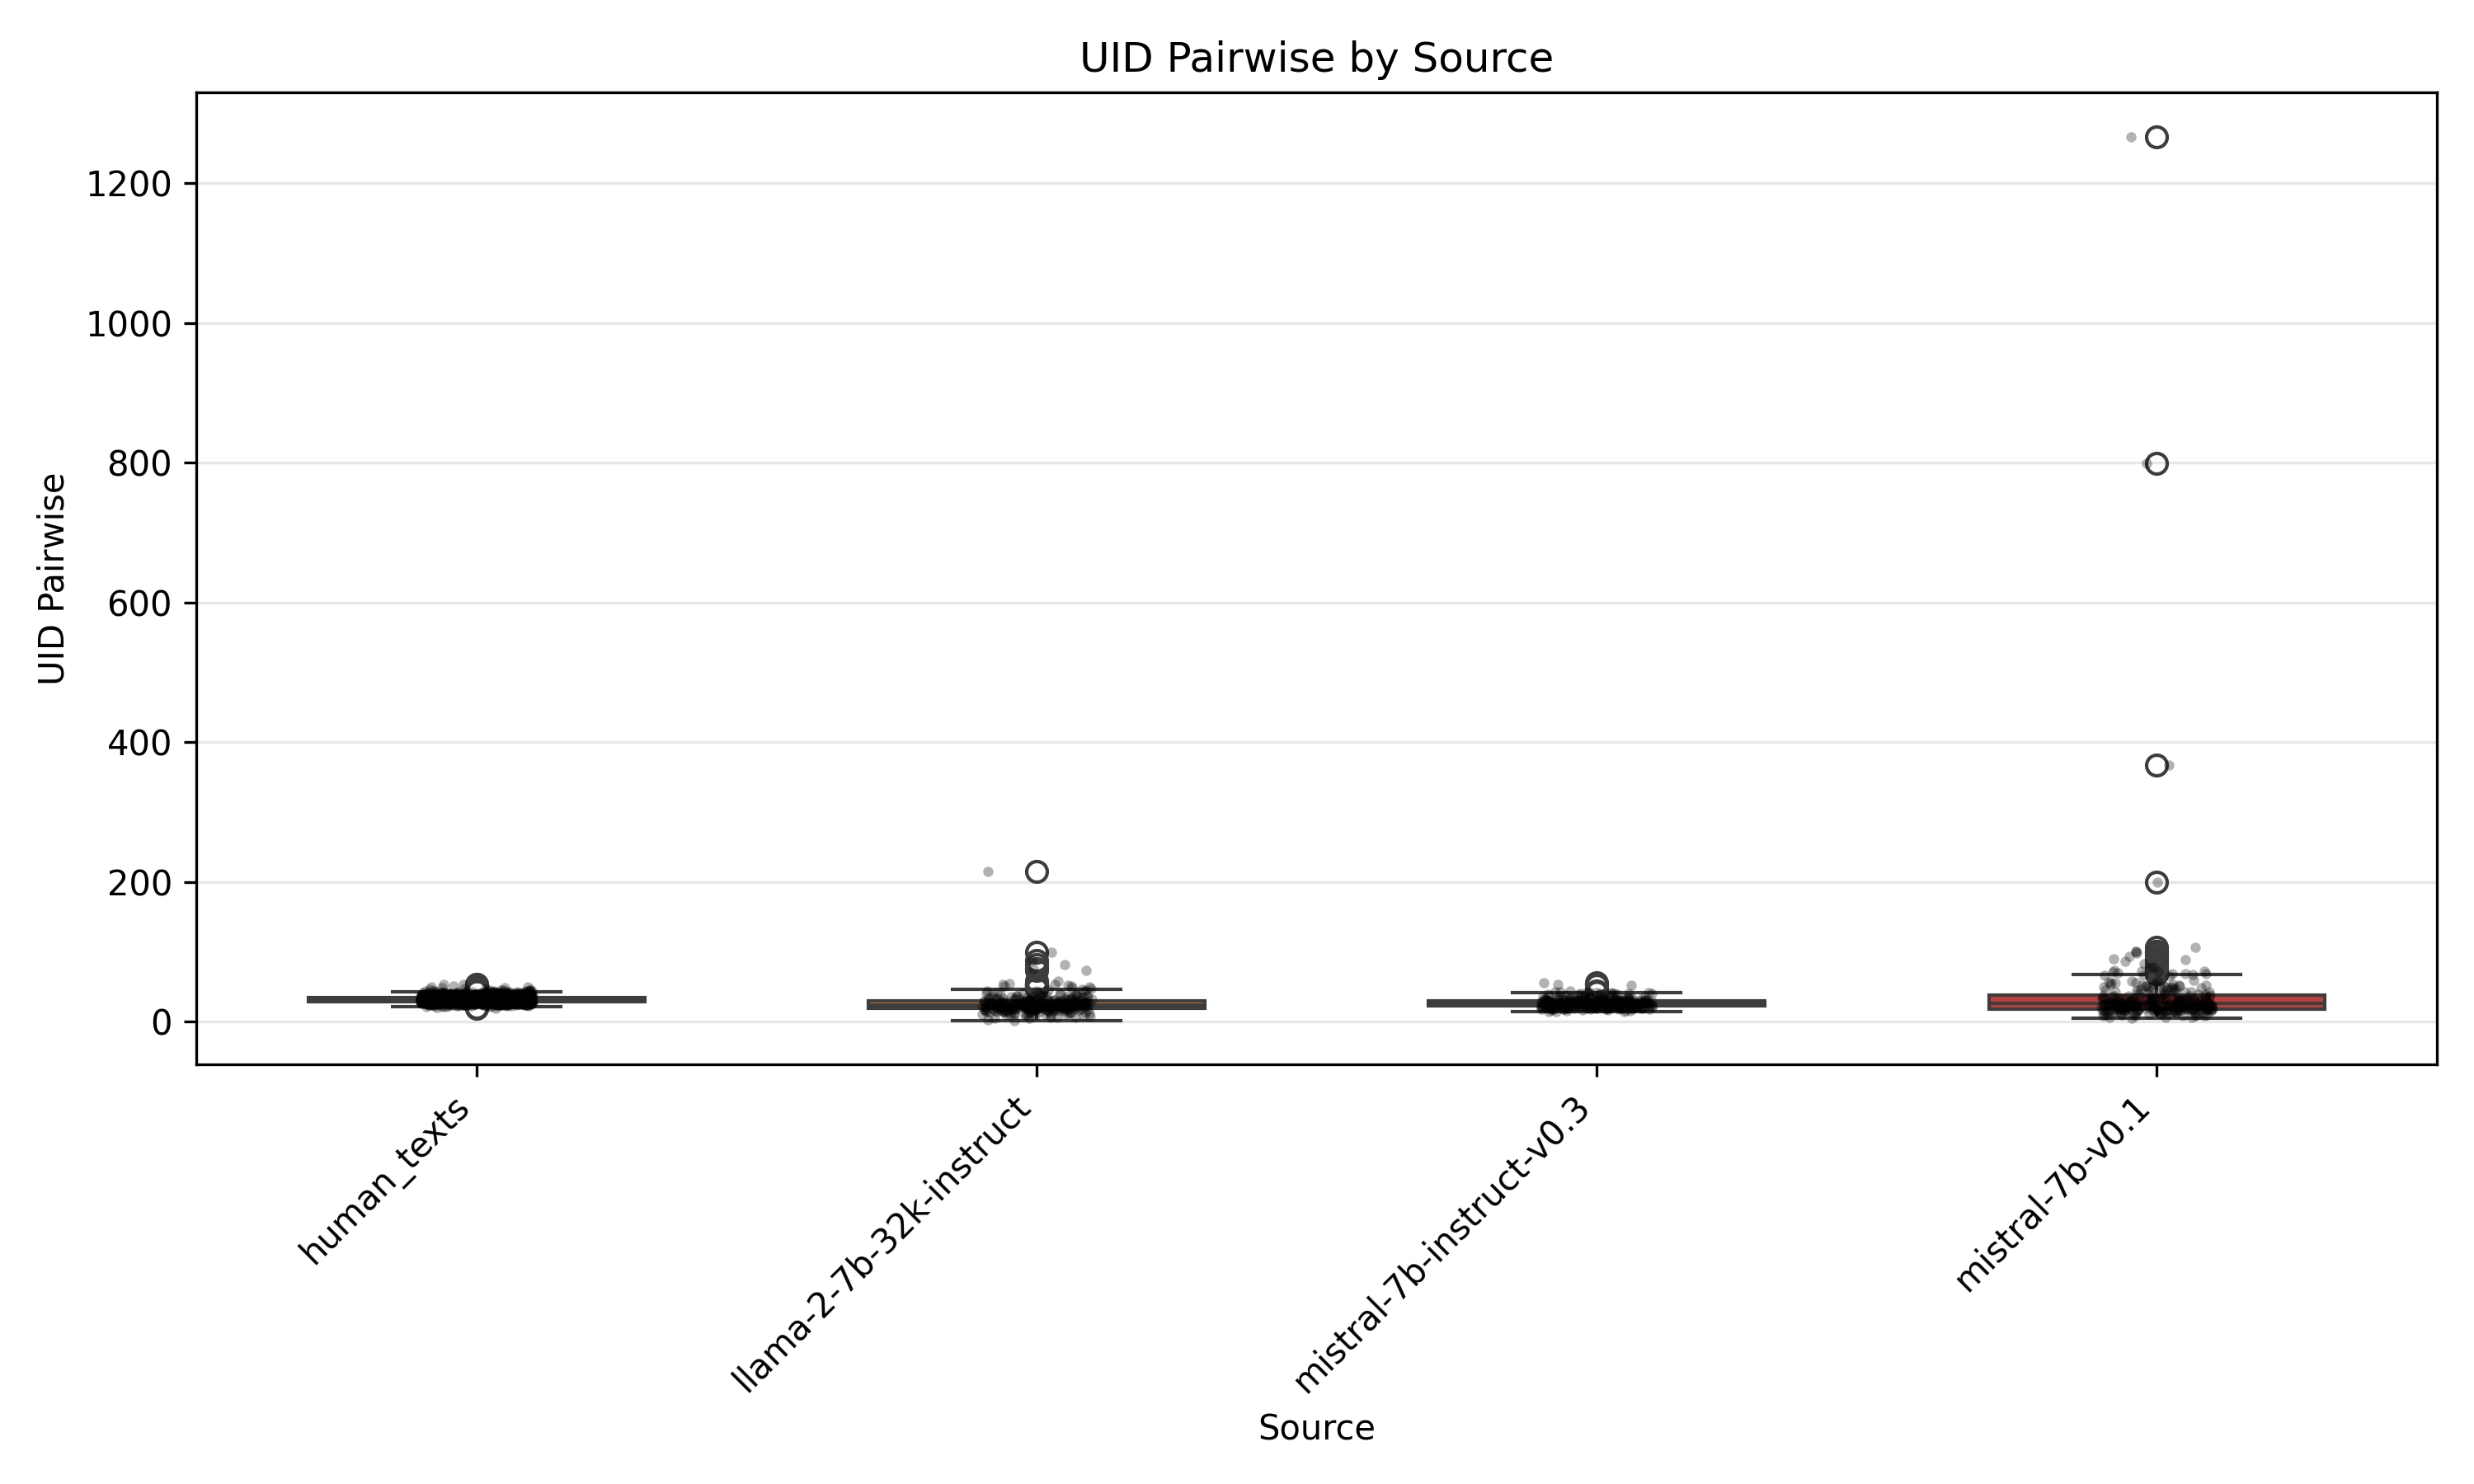 UID Pairwise by Source
UID Pairwise
1200
1000
800
600
400
200
0
human_texts
llama-2-7b-32k-instruct
mistral-7b-instruct-v0.3
mistral-7b-v0.1
Source